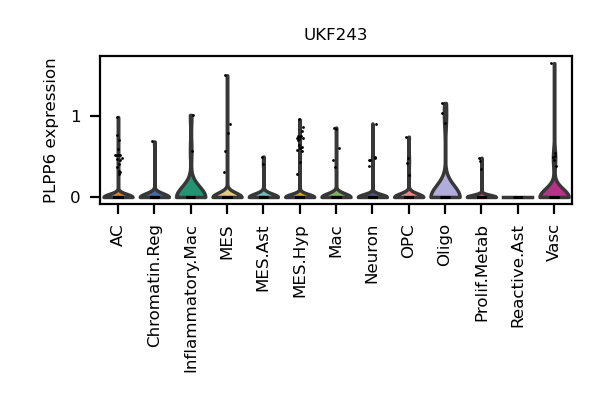 UKF243
PLPP6 expression
1
0
AC
Chromatin.Reg
Inflammatory.Mac
MES
MES.Ast
MES.Hyp
Mac
Neuron
OPC
Oligo
Prolif.Metab
Reactive.Ast
Vasc